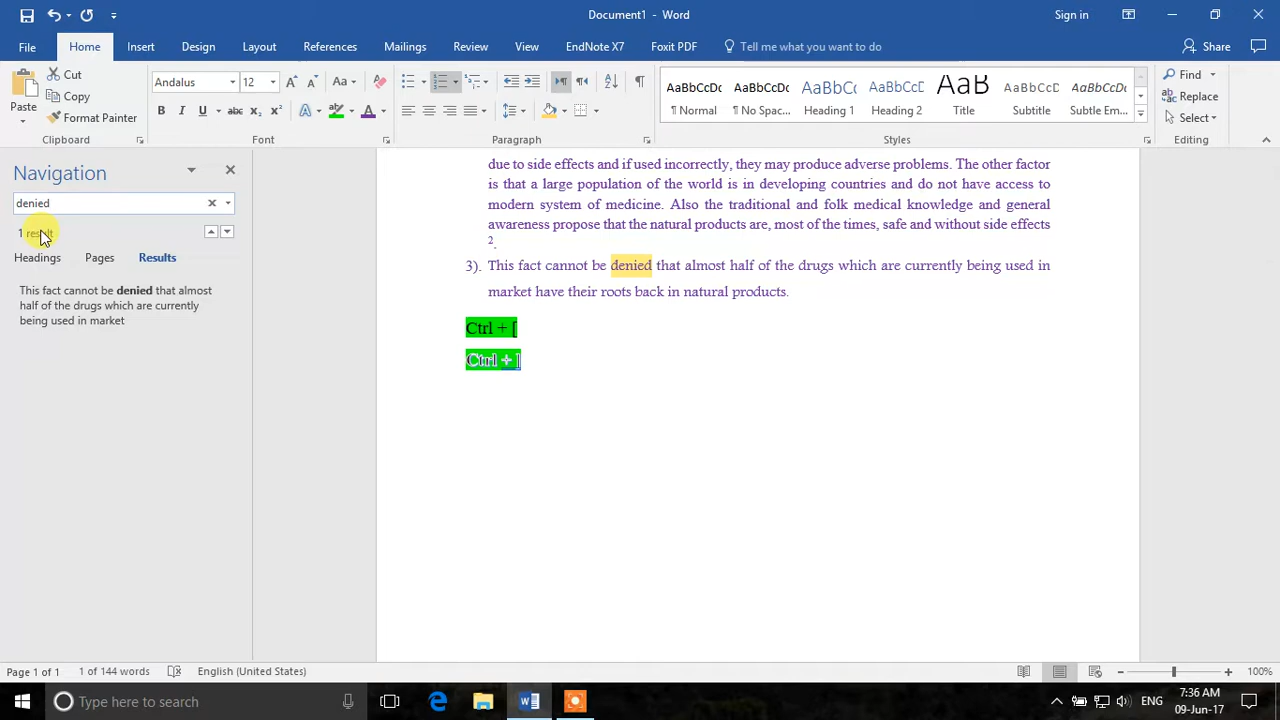 Document1 - Word
Sign in
File Home Insert Design Layout References Mailings Review View EndNote X7 Foxit PDF Tell me what you want to do Share
Paste
Cut
Copy
Format Painter
Clipboard
Andalus 12
Aa
B I U abc x₂ x² A A
Font
Paragraph
AaBbCcDc AaBbCcDc AaBbC AaBbCc AaB AaBbCcD AaBbCcDc
¶ Normal ¶ No Spac... Heading 1 Heading 2 Title Subtitle Subtle Em...
Styles
Find
Replace
Select
Editing
Navigation
denied
1 result
Headings Pages Results
This fact cannot be denied that almost
half of the drugs which are currently
being used in market
due to side effects and if used incorrectly, they may produce adverse problems. The other factor
is that a large population of the world is in developing countries and do not have access to
modern system of medicine. Also the traditional and folk medical knowledge and general
awareness propose that the natural products are, most of the times, safe and without side effects
2.
3). This fact cannot be denied that almost half of the drugs which are currently being used in
market have their roots back in natural products.
Ctrl + [
Ctrl + ]
Page 1 of 1 1 of 144 words English (United States) 100%
Type here to search
ENG
7:36 AM
09-Jun-17